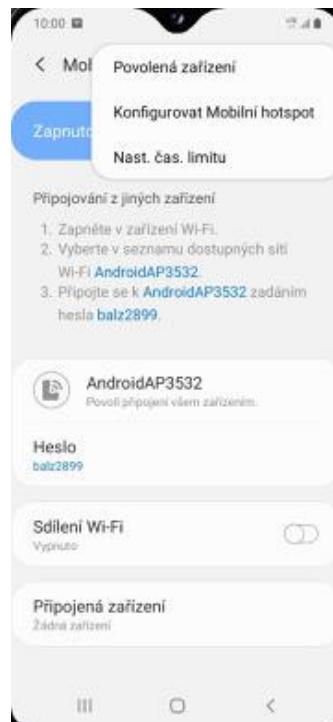 10:00
Mob
Povolená zařízení
Konfigurovat Mobilní hotspot
Nast. čas. limitu
Zapnuto
Připojování z jiných zařízení
1. Zapněte v zařízení Wi-Fi.
2. Vyberte v seznamu dostupných sítí
Wi-Fi AndroidAP3532.
3. Připojte se k AndroidAP3532 zadáním
hesla balz2899.
AndroidAP3532
Povolí připojení všem zařízením.
Heslo
balz2899
Sdílení Wi-Fi
Vypnuto
Připojená zařízení
Žádná zařízení